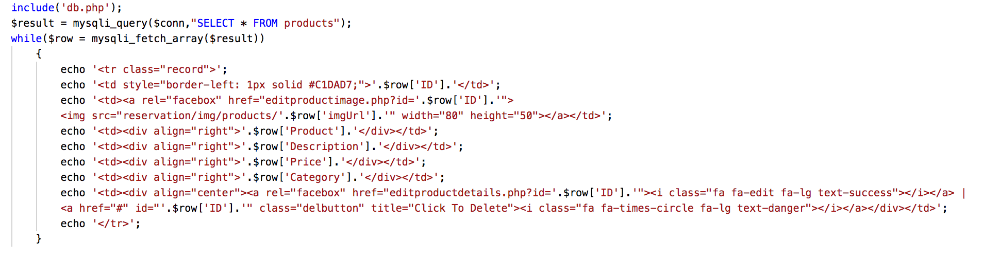 include('db.php');
$result = mysqli_query($conn,"SELECT * FROM products");
while($row = mysqli_fetch_array($result))
{
echo '<tr class="record">';
echo '<td style="border-left: 1px solid #C1DAD7;">'.$row['ID'].'</td>';
echo '<td><a rel="facebox" href="editproductimage.php?id='.$row['ID'].'">
<img src="reservation/img/products/'.$row['imgUrl'].'" width="80" height="50"></a></td>';
echo '<td><div align="right">'.$row['Product'].'</div></td>';
echo '<td><div align="right">'.$row['Description'].'</div></td>';
echo '<td><div align="right">'.$row['Price'].'</div></td>';
echo '<td><div align="right">'.$row['Category'].'</div></td>';
echo '<td><div align="center"><a rel="facebox" href="editproductdetails.php?id='.$row['ID'].'"><i class="fa fa-edit fa-lg text-success"></i></a> |
<a href="#" id="'.$row['ID'].'" class="delbutton" title="Click To Delete"><i class="fa fa-times-circle fa-lg text-danger"></i></a></div></td>';
echo '</tr>';
}